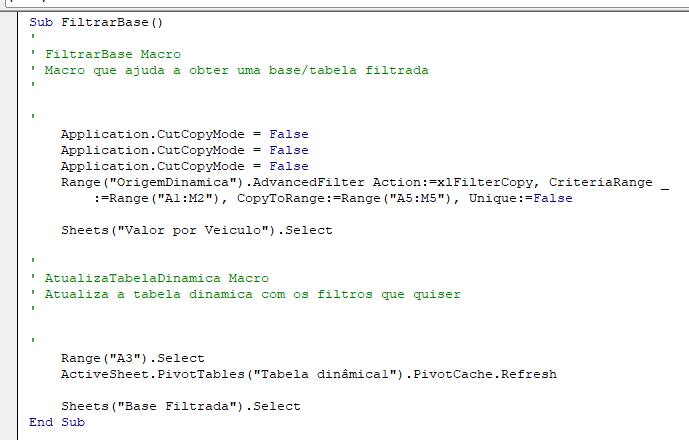 Sub FiltrarBase()
'
' FiltrarBase Macro
' Macro que ajuda a obter uma base/tabela filtrada
'

'
    Application.CutCopyMode = False
    Application.CutCopyMode = False
    Application.CutCopyMode = False
    Range("OrigemDinamica").AdvancedFilter Action:=xlFilterCopy, CriteriaRange _
        :=Range("A1:M2"), CopyToRange:=Range("A5:M5"), Unique:=False

    Sheets("Valor por Veiculo").Select

'
' AtualizaTabelaDinamica Macro
' Atualiza a tabela dinamica com os filtros que quiser
'

'
    Range("A3").Select
    ActiveSheet.PivotTables("Tabela dinâmica1").PivotCache.Refresh

    Sheets("Base Filtrada").Select
End Sub